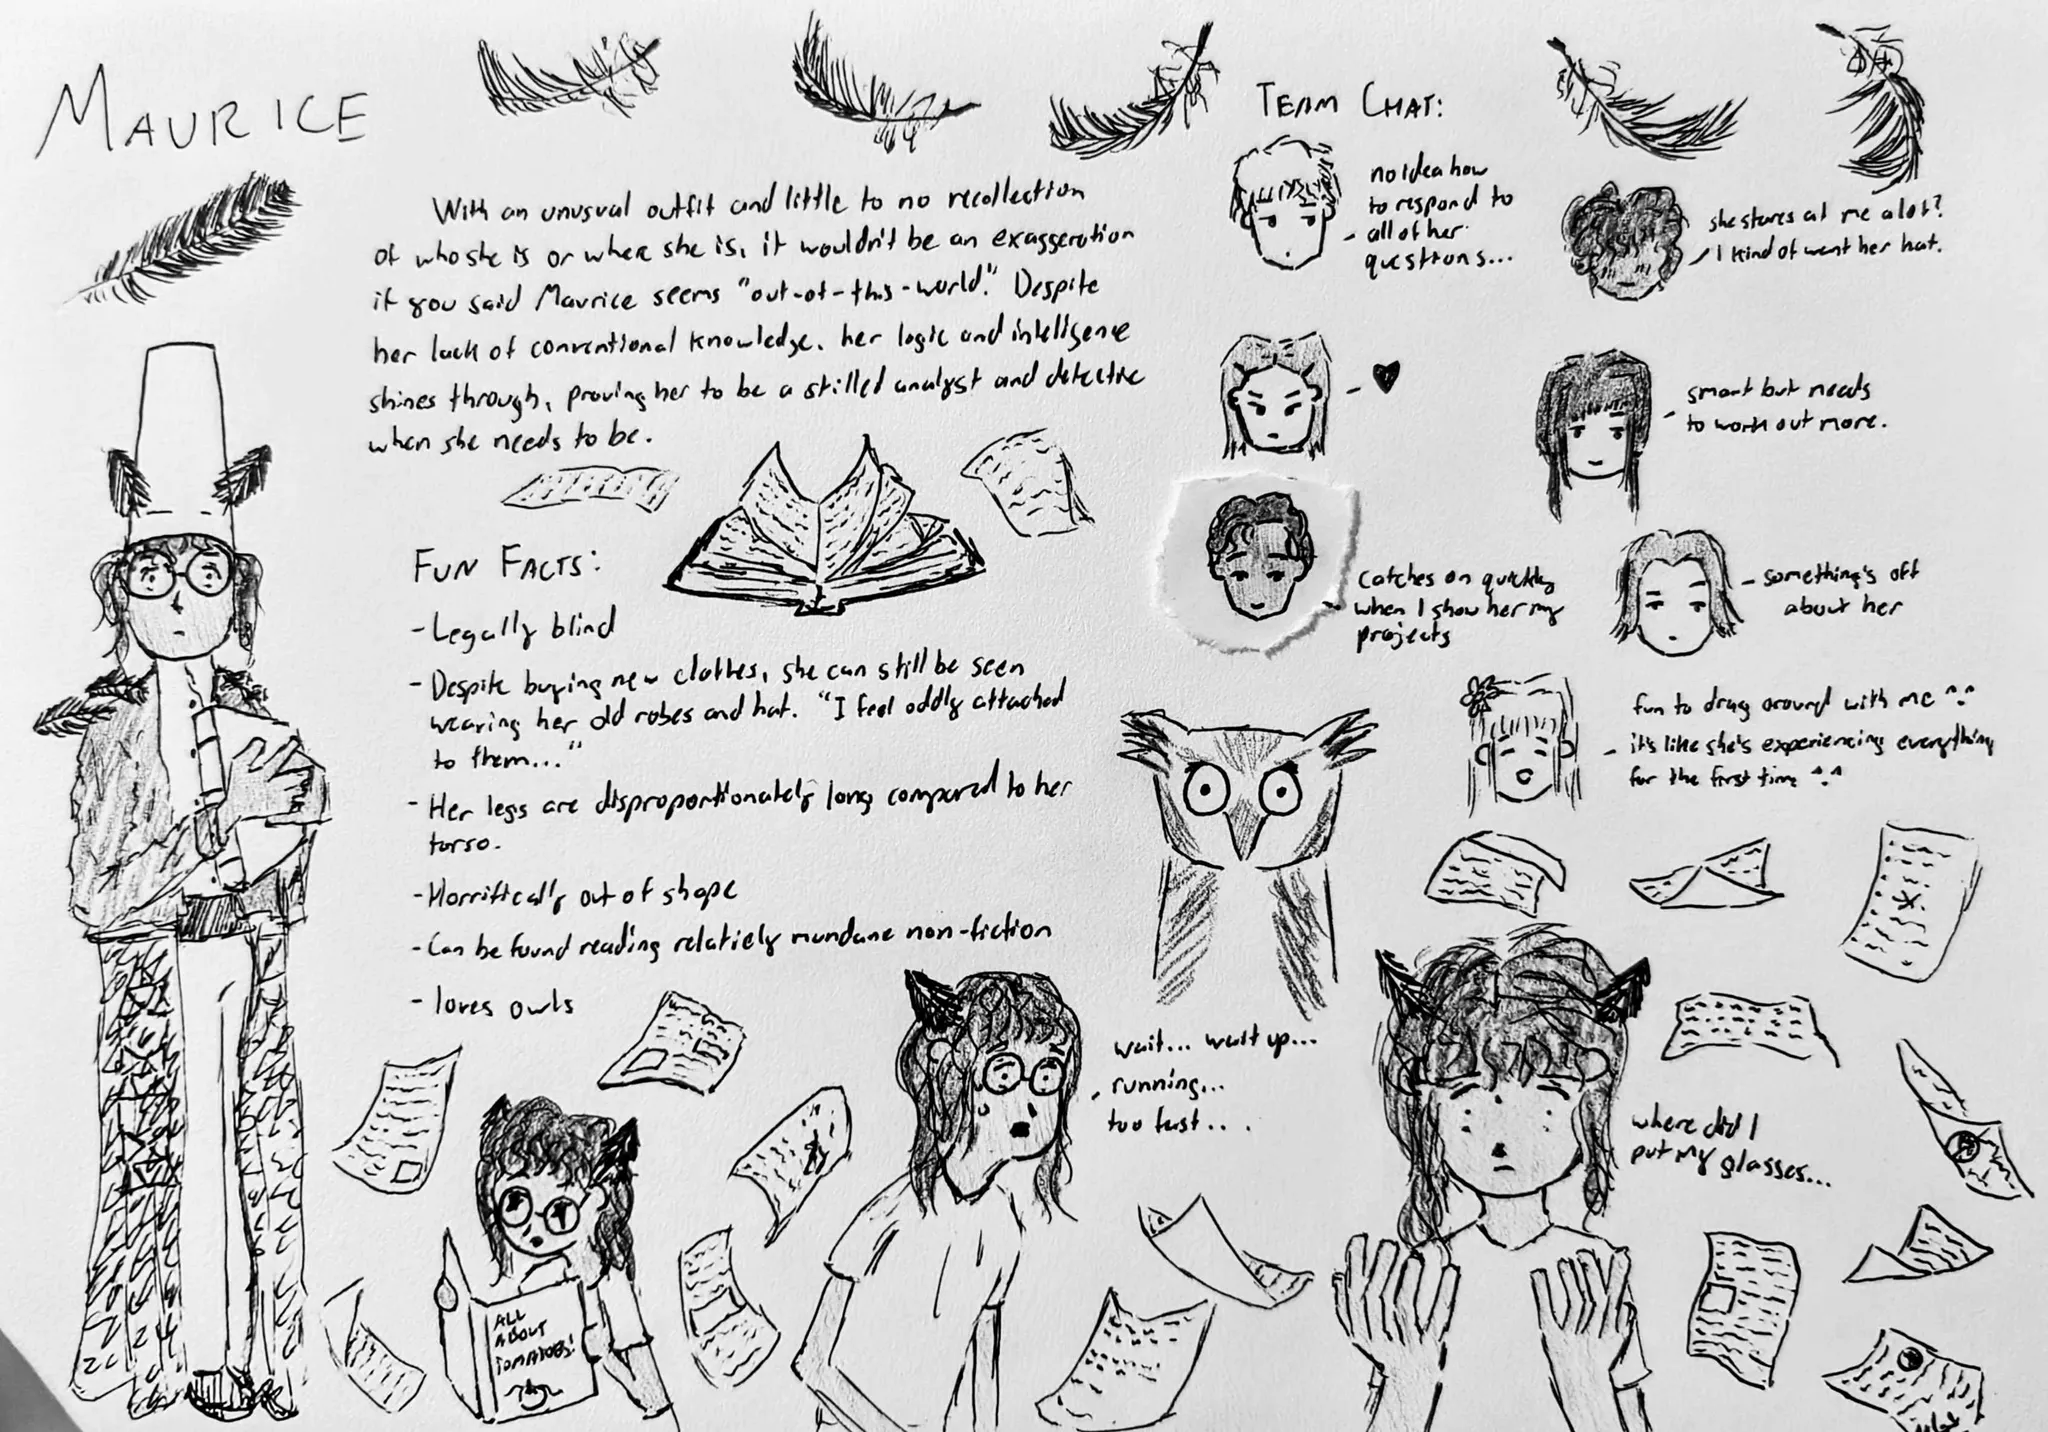 MAURICE
With an unusual outfit and little to no recollection
of who she is or where she is, it wouldn't be an exaggeration
if you said Maurice seems "out-of-this-world." Despite
her lack of conventional knowledge, her logic and intelligence
shines through, proving her to be a skilled analyst and detective
when she needs to be.
FUN FACTS:
- Legally blind
- Despite buying new clothes, she can still be seen
wearing her old robes and hat. "I feel oddly attached
to them..."
- Her legs are disproportionately long compared to her
torso.
- Horrifically out of shape
- Can be found reading relatiely mundane non-fiction
- loves owls
ALL
ABOUT
TOMATOES!
wait... wait up...
running...
too fast...
where did I
put my glasses...
TEAM CHAT:
no idea how
to respond to
all of her
questions...
she stares at me a lot?
I kind of want her hat.
♥
smart but needs
to work out more.
catches on quickly
when I show her my
projects
something's off
about her
fun to drag around with me ^^
it's like she's experiencing everything
for the first time ^^